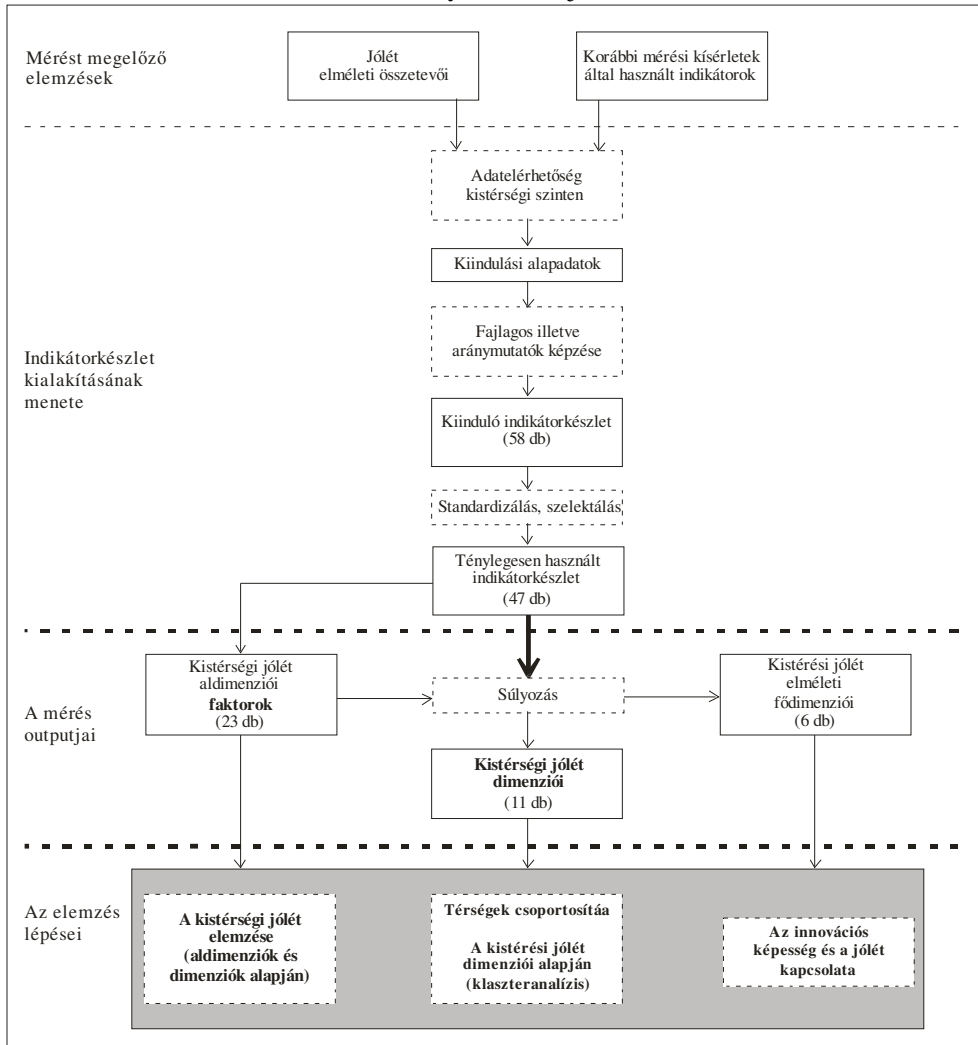 Mérést megelőző
elemzések
Jólét
elméleti összetevői
Korábbi mérési kísérletek
által használt indikátorok
Adatelérhetőség
kistérségi szinten
Kiindulási alapadatok
Fajlagos illetve
aránymutatók képzése
Indikátorkészlet
kialakításának
menete
Kiinduló indikátorkészlet
(58 db)
Standardizálás, szelektálás
Ténylegesen használt
indikátorkészlet
(47 db)
A mérés
outputjai
Kistérségi jólét
aldimenziói
faktorok
(23 db)
Súlyozás
Kistérési jólét
elméleti
fődimenziói
(6 db)
Kistérségi jólét
dimenziói
(11 db)
Az elemzés
lépései
A kistérségi jólét
elemzése
(aldimenziók és
dimenziók alapján)
Térségek csoportosítáa
A kistérési jólét
dimenziói alapján
(klaszteranalízis)
Az innovációs
képesség és a jólét
kapcsolata